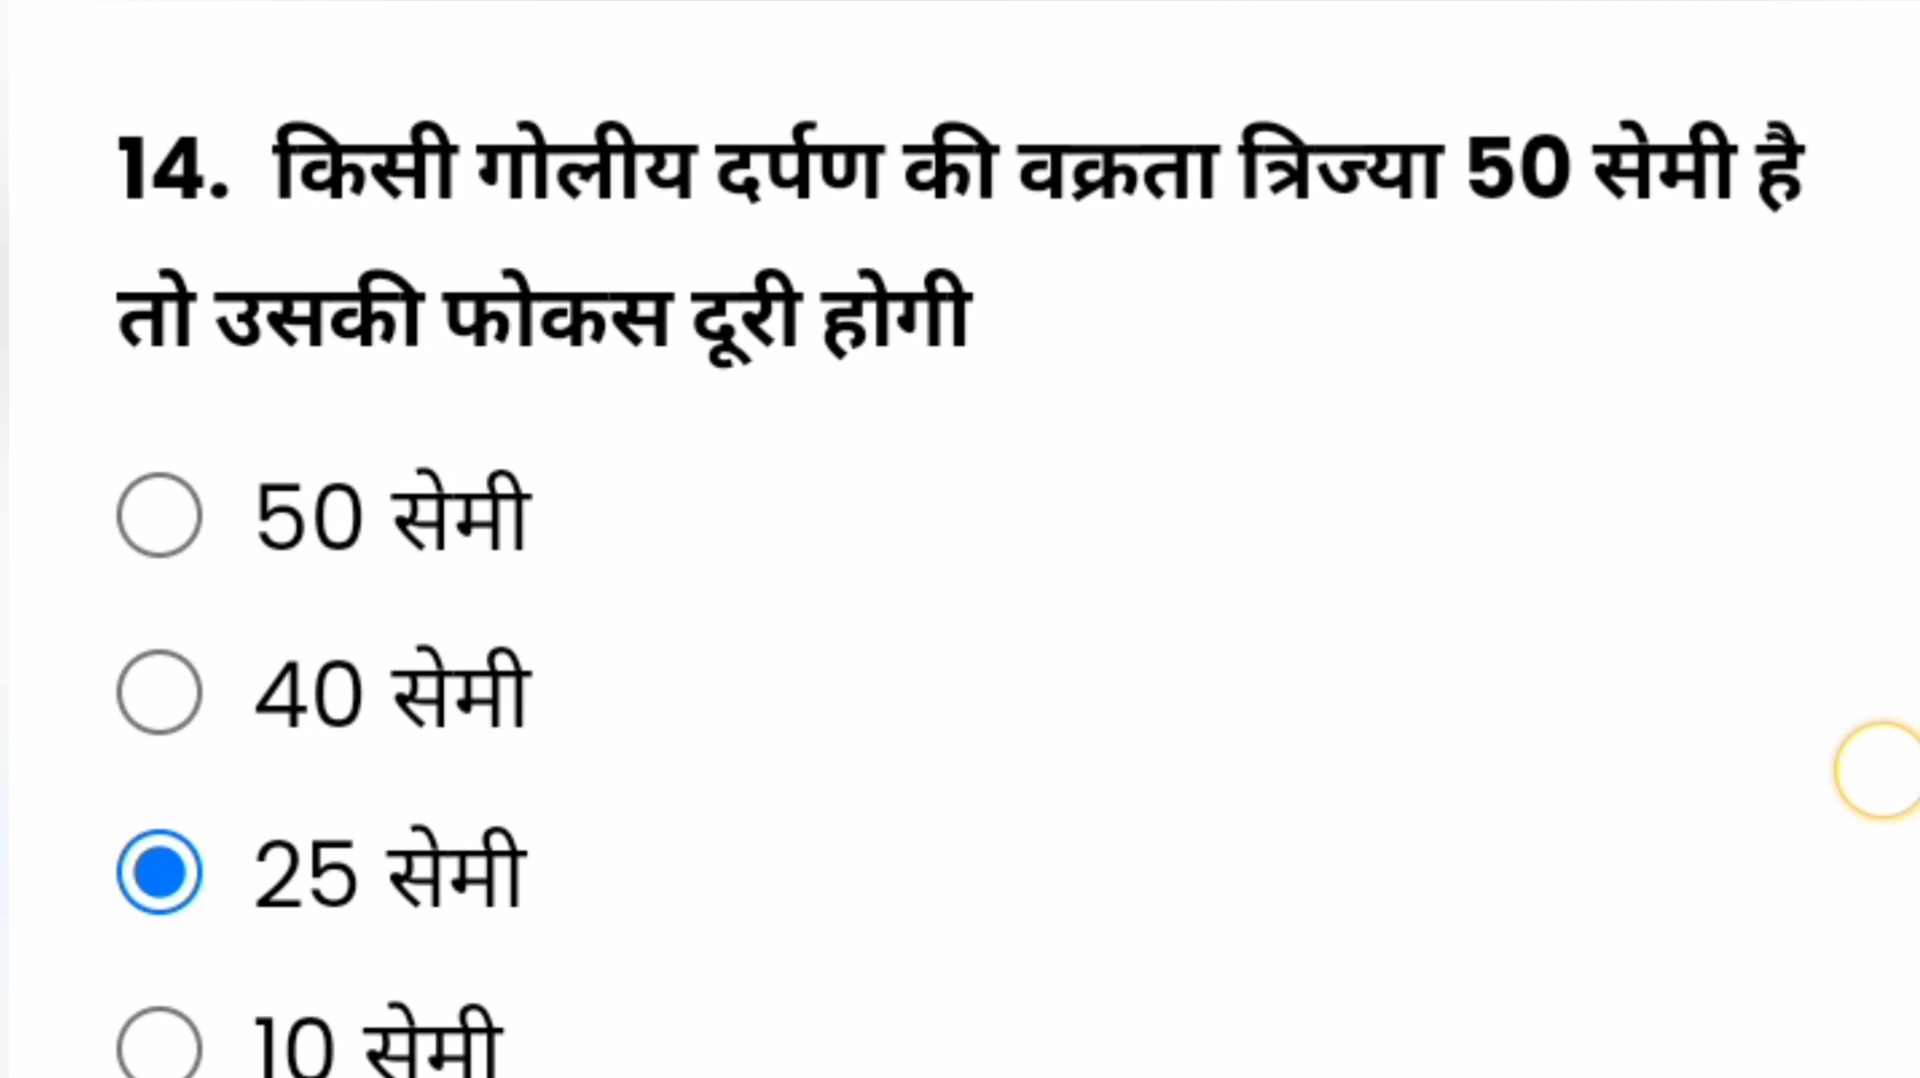 14. किसी गोलीय दर्पण की वक्रता त्रिज्या 50 सेमी है
तो उसकी फोकस दूरी होगी
50 सेमी
40 सेमी
25 सेमी
10 सेमी